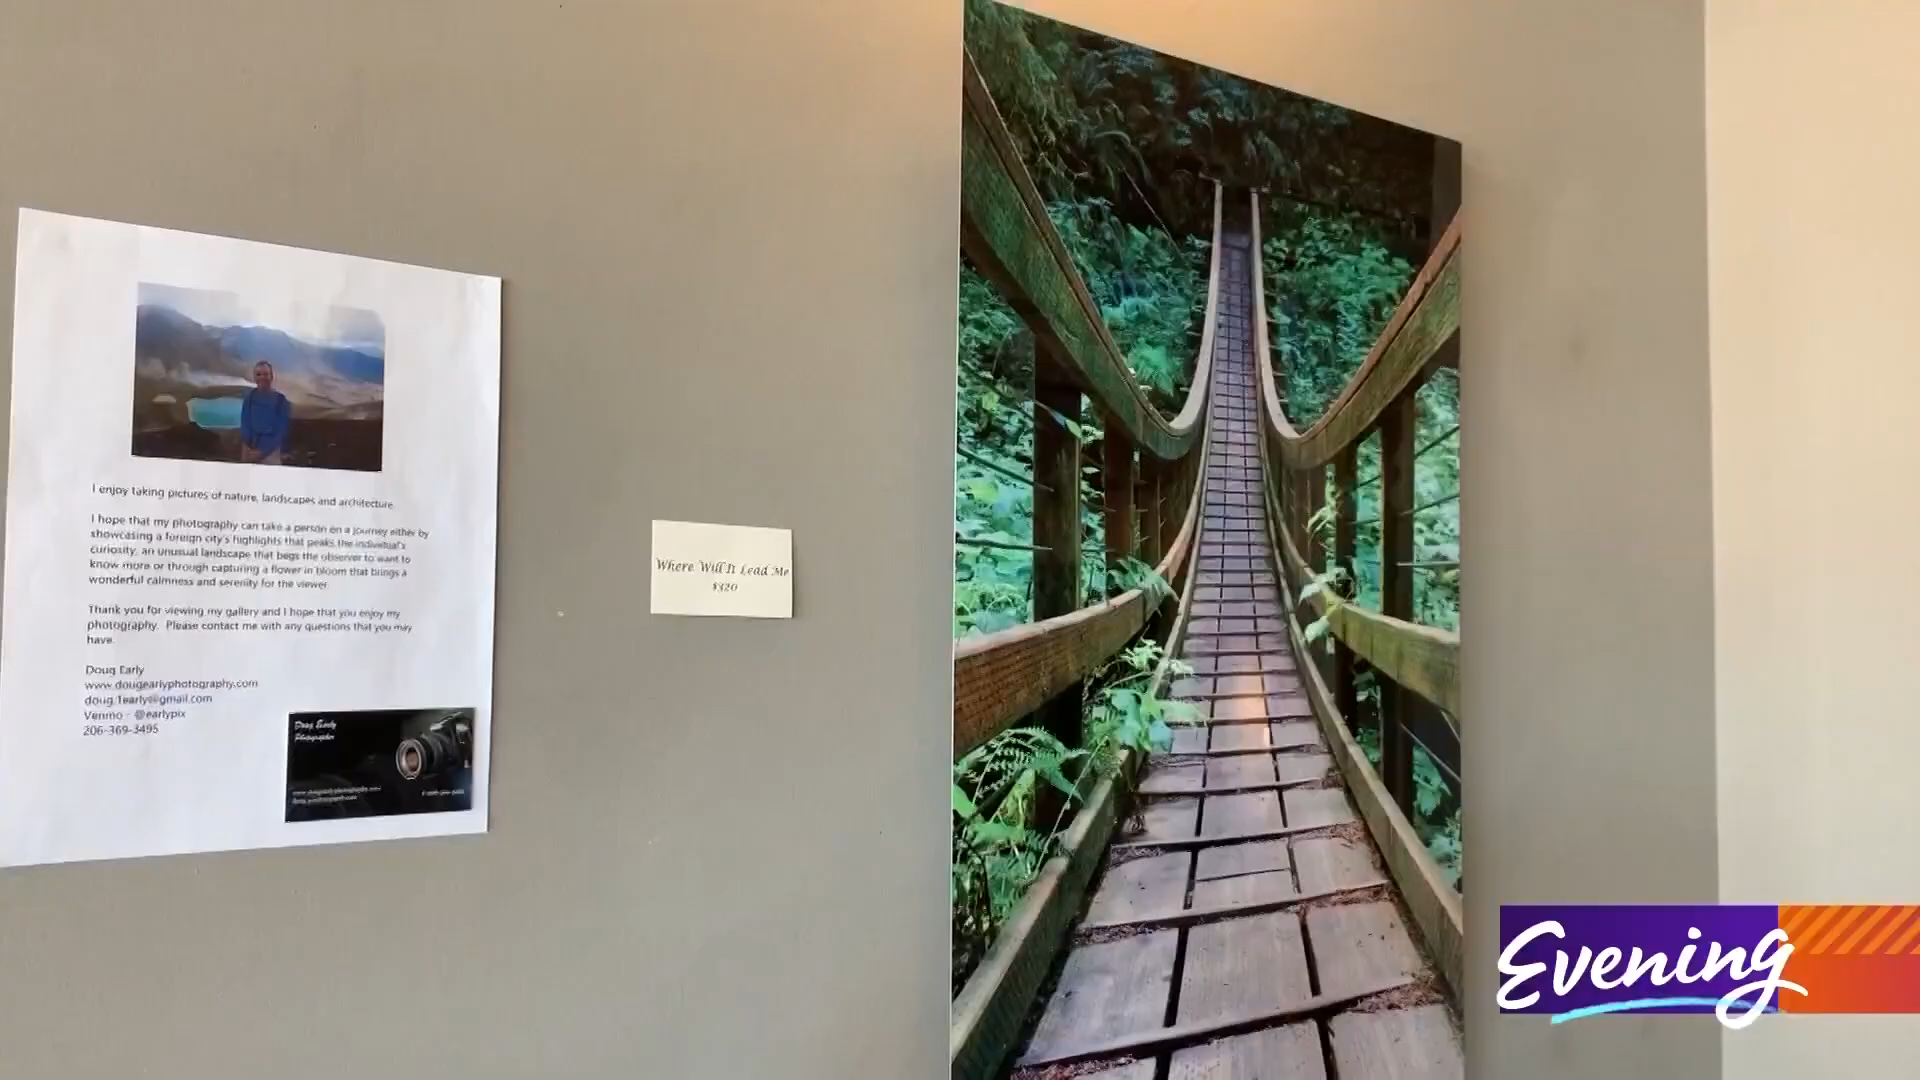 I enjoy taking pictures of nature, landscapes and architecture.
I hope that my photography can take a person on a journey either by
showcasing a foreign city's highlights that peaks the individual's
curiosity, an unusual landscape that begs the observer to want to
know more or through capturing a flower in bloom that brings a
wonderful calmness and serenity for the viewer.
Thank you for viewing my gallery and I hope that you enjoy my
photography. Please contact me with any questions that you may
have.
Doug Early
www.dougearlyphotography.com
doug.1early@gmail.com
Venmo - @earlypix
206-369-3495
Doug Early
Photographer
Where Will It Lead Me
$320
Evening